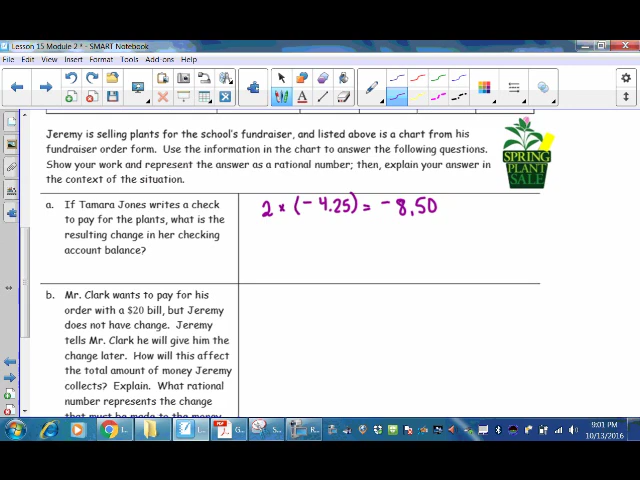 Lesson 15 Module 2 * - SMART Notebook
File Edit View Insert Format Tools Add-ons Help
Jeremy is selling plants for the school's fundraiser, and listed above is a chart from his
fundraiser order form. Use the information in the chart to answer the following questions.
Show your work and represent the answer as a rational number; then, explain your answer in
the context of the situation.
SPRING
PLANT
SALE
a. If Tamara Jones writes a check
to pay for the plants, what is the
resulting change in her checking
account balance?
2 × (- 4.25) = - 8.50
b. Mr. Clark wants to pay for his
order with a $20 bill, but Jeremy
does not have change. Jeremy
tells Mr. Clark he will give him the
change later. How will this affect
the total amount of money Jeremy
collects? Explain. What rational
number represents the change
that must be made to the money
9:01 PM
10/13/2016